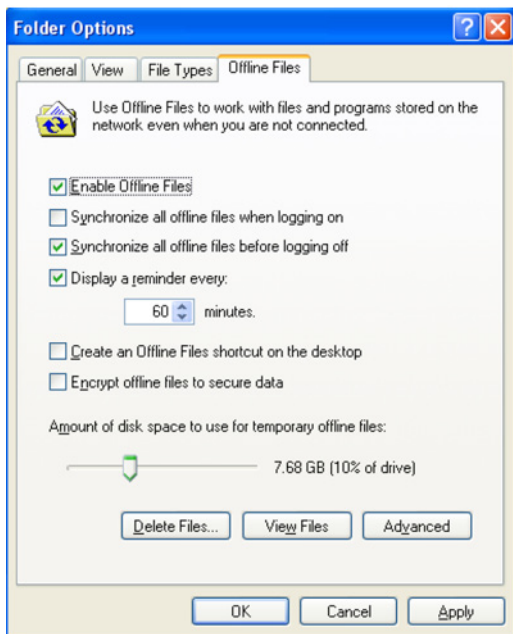 Folder Options
General View File Types Offline Files
Use Offline Files to work with files and programs stored on the
network even when you are not connected.
Enable Offline Files
Synchronize all offline files when logging on
Synchronize all offline files before logging off
Display a reminder every:
60 minutes.
Create an Offline Files shortcut on the desktop
Encrypt offline files to secure data
Amount of disk space to use for temporary offline files:
7.68 GB (10% of drive)
Delete Files... View Files Advanced
OK Cancel Apply